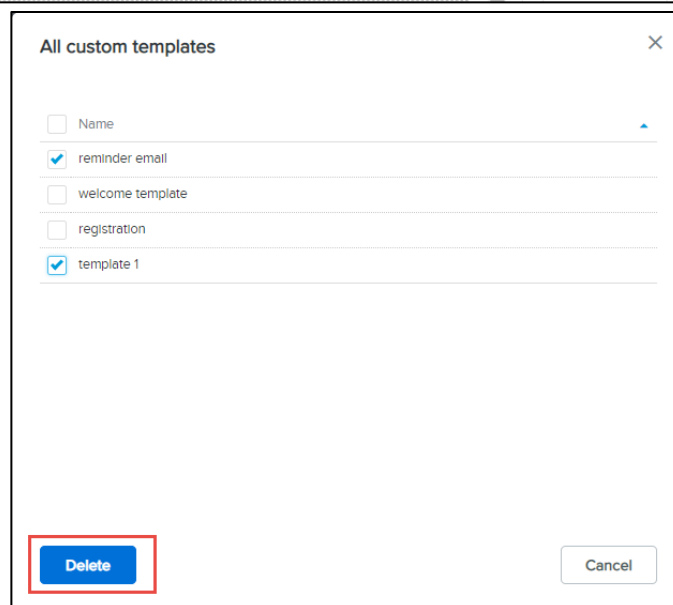 All custom templates
Name
reminder email
welcome template
registration
template 1
Delete
Cancel